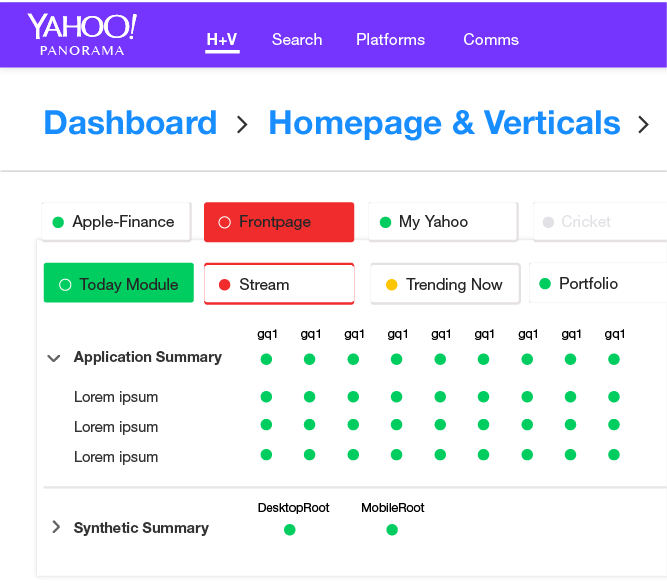 YAHOO!
PANORAMA
H+V Search Platforms Comms
Dashboard > Homepage & Verticals >
Apple-Finance Frontpage My Yahoo Cricket
Today Module Stream Trending Now Portfolio
gq1 gq1 gq1 gq1 gq1 gq1 gq1 gq1 gq1
Application Summary
Lorem ipsum
Lorem ipsum
Lorem ipsum
DesktopRoot MobileRoot
Synthetic Summary